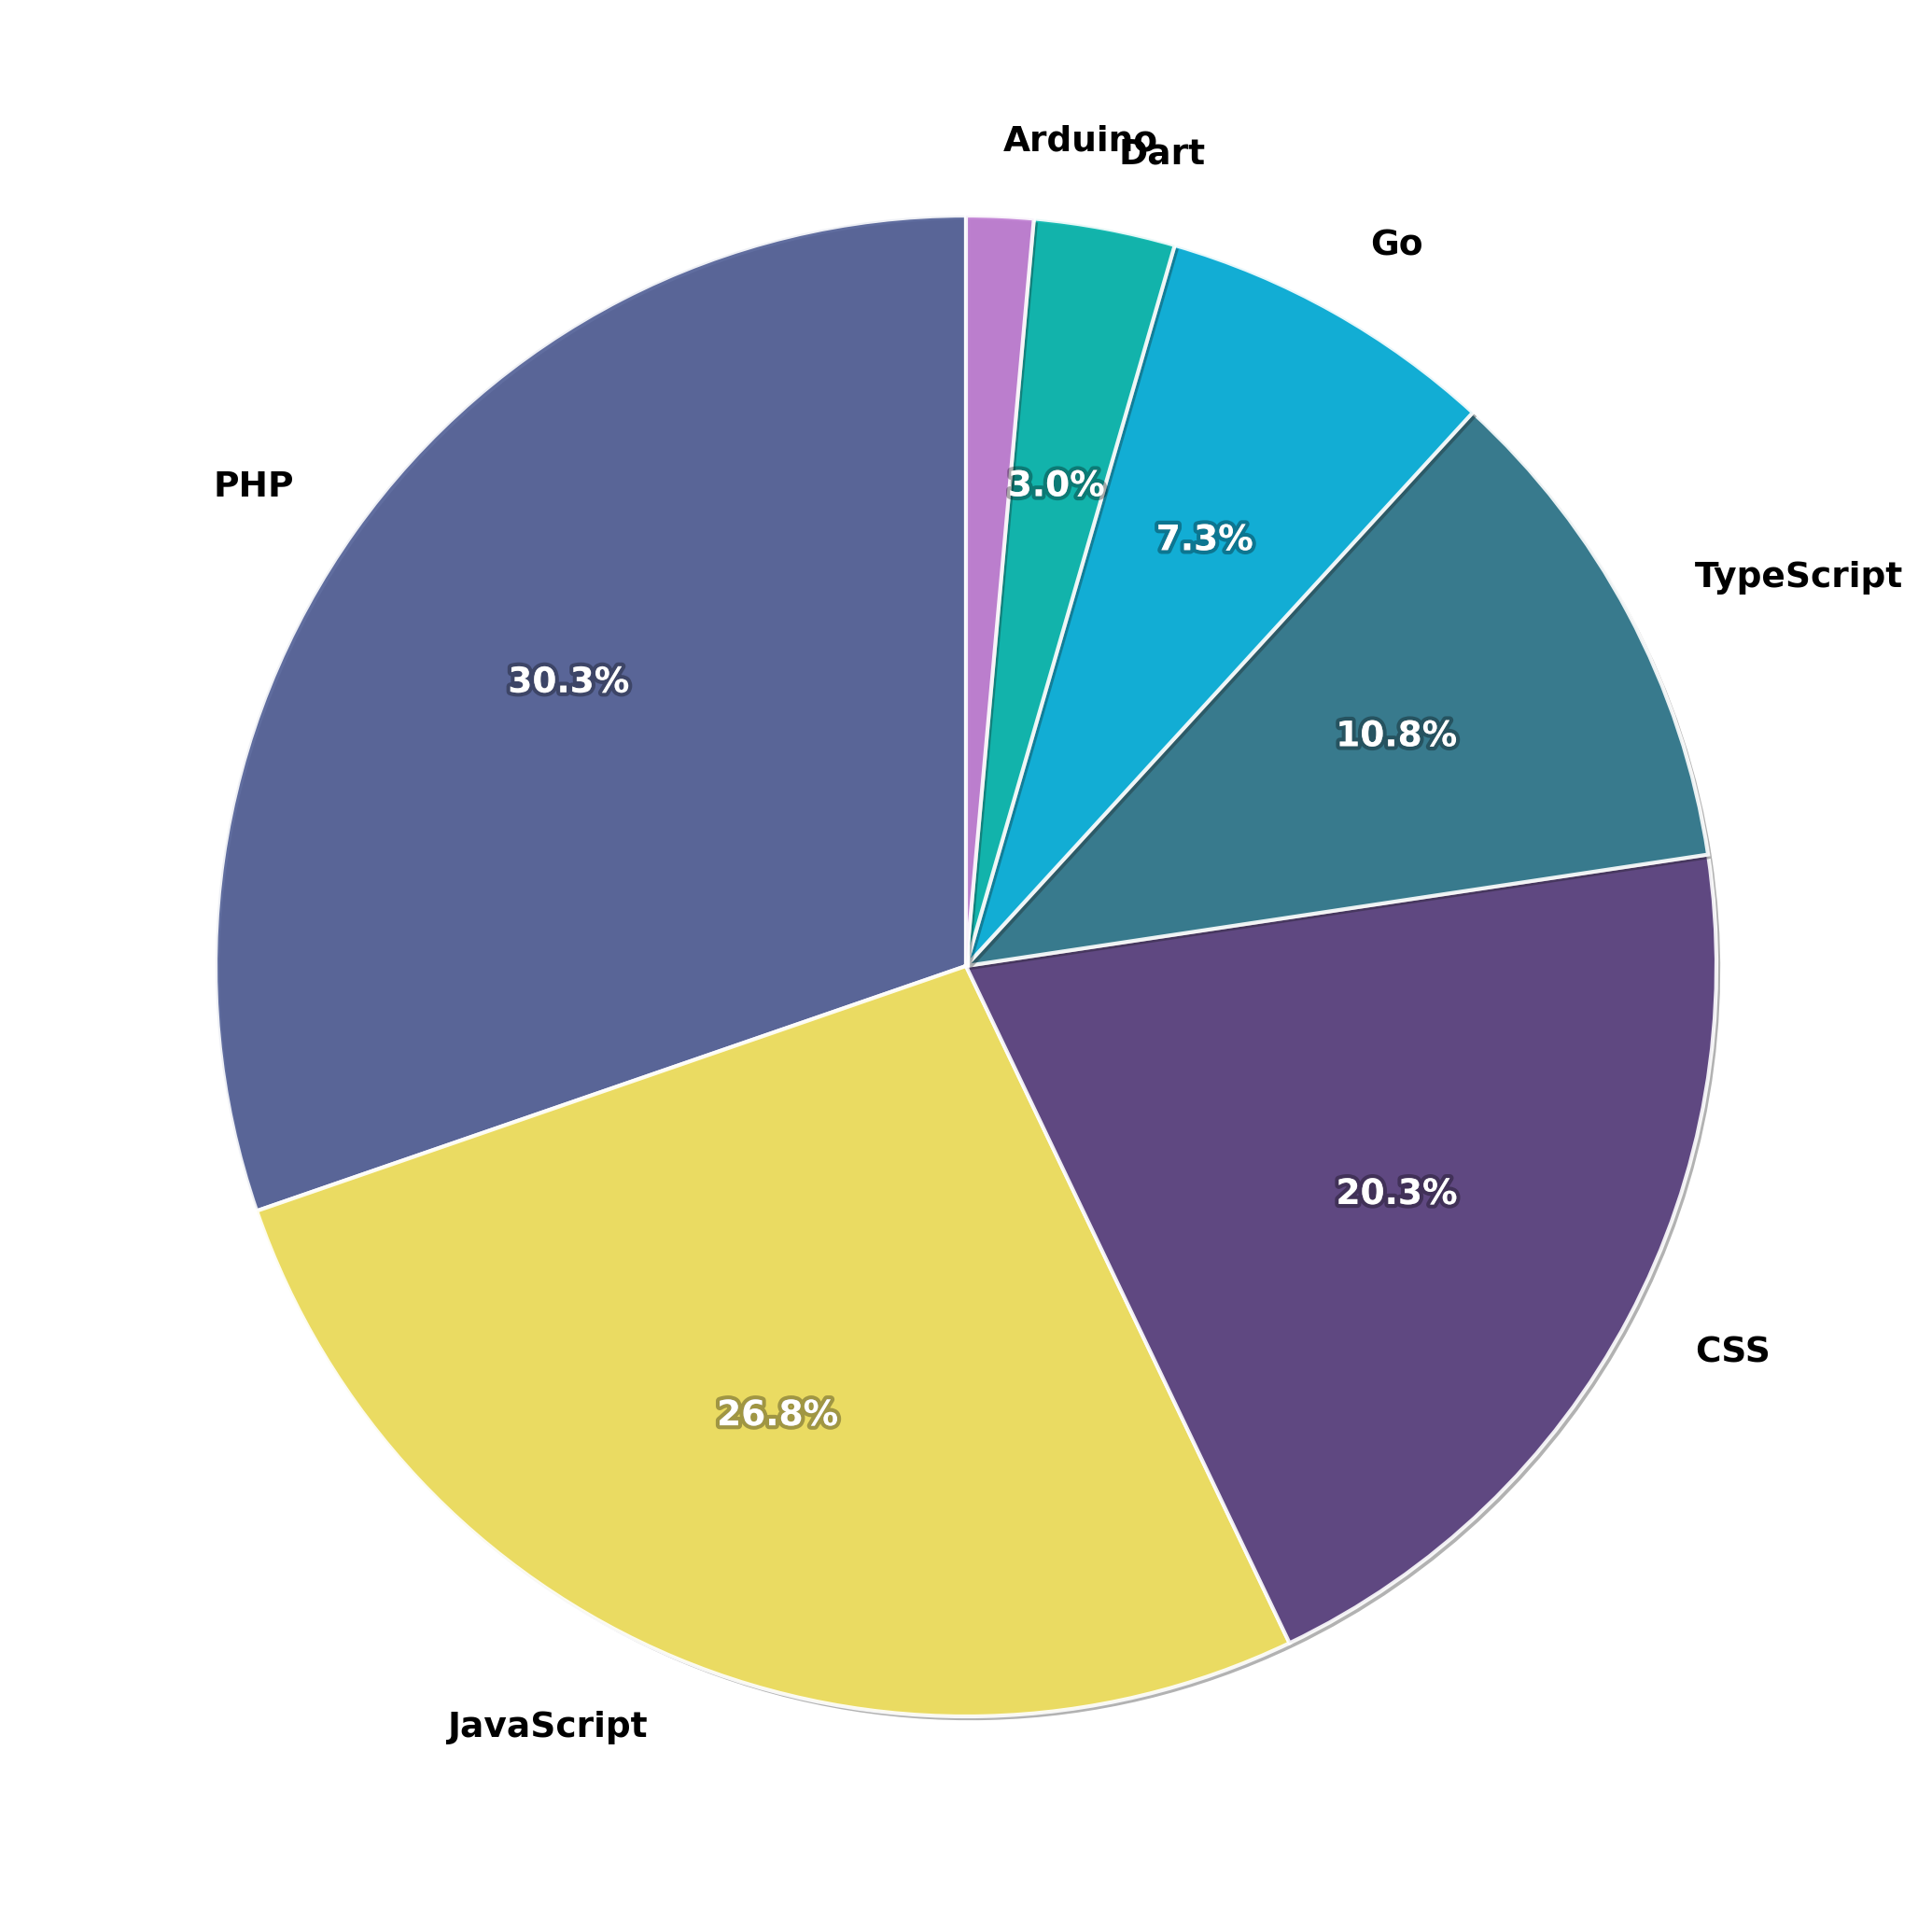 Arduino
Dart
Go
PHP
3.0%
7.3%
TypeScript
30.3%
10.8%
20.3%
CSS
26.8%
JavaScript